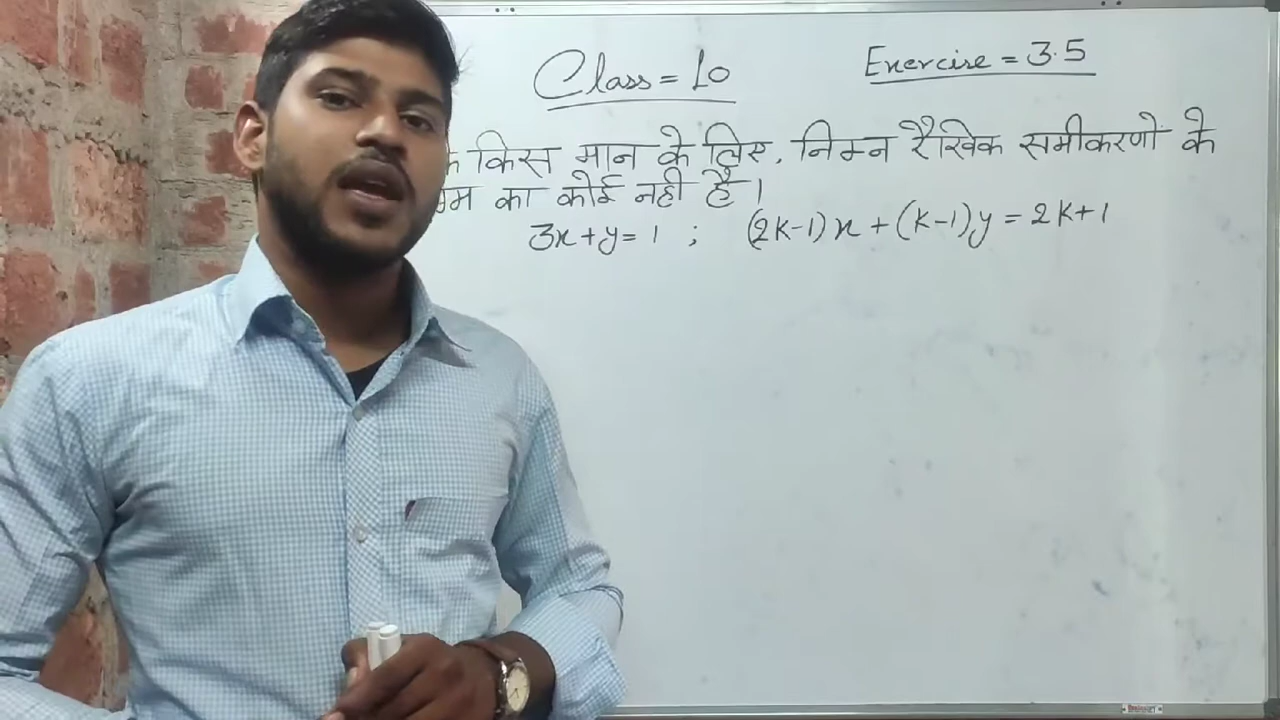 Class = 10
Exercise = 3.5
किस मान के लिए, निम्न रैखिक समीकरणों के
का कोई नही है।
3x + y = 1 ; (2k-1)x + (k-1)y = 2k+1